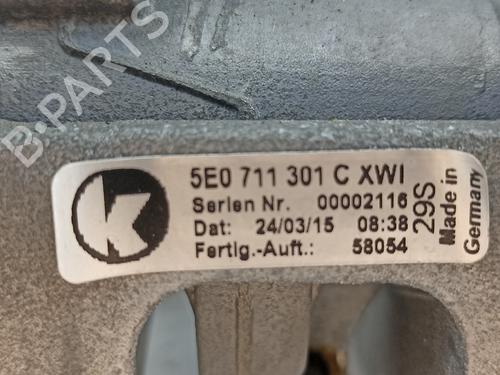 B-PARTS
K
5E0 711 301 C XWI
Serien Nr. 00002116
Dat: 24/03/15 08:38
Fertig.-Auft.: 58054
29S
Made in
Germany